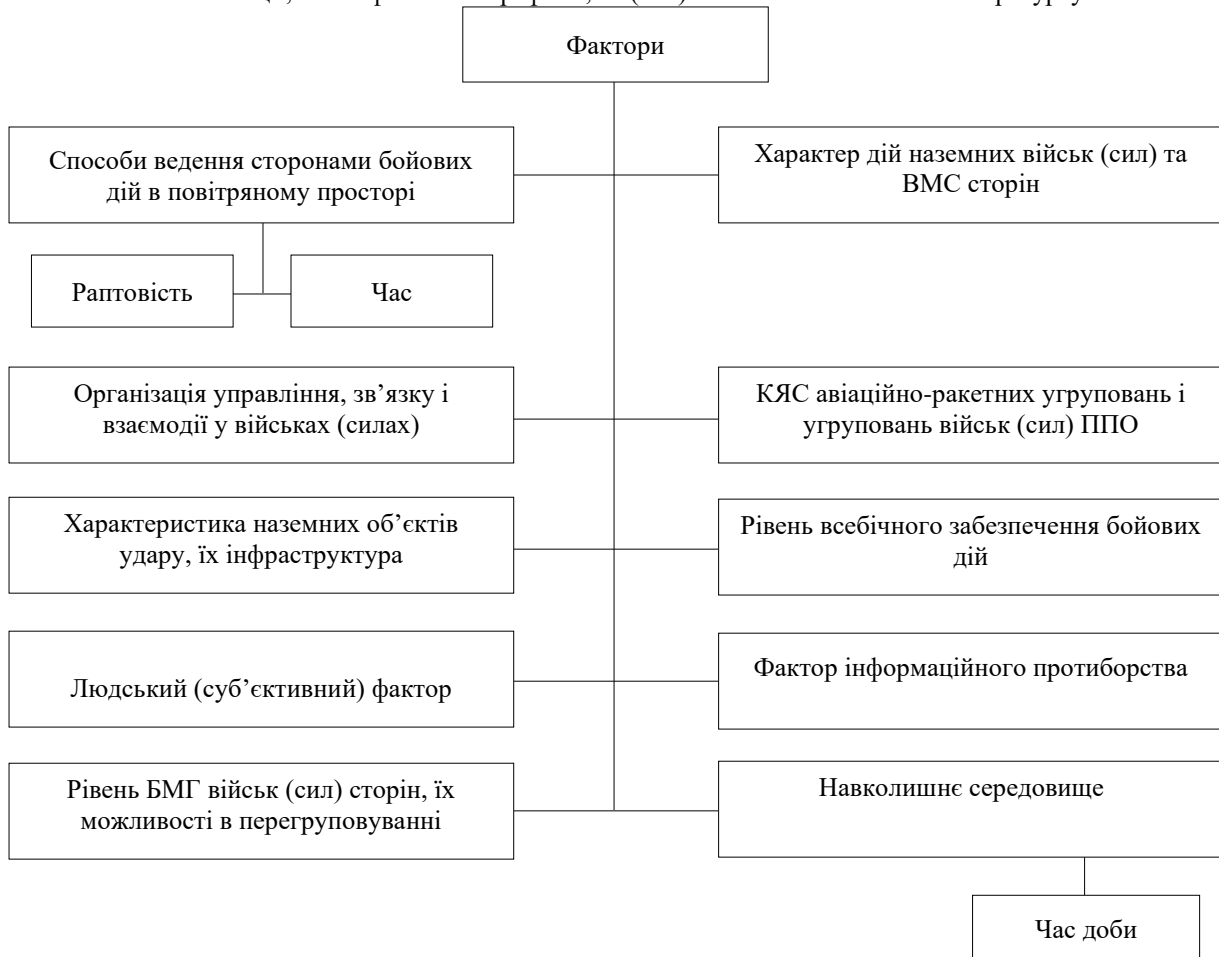 Фактори
Способи ведення сторонами бойових
дій в повітряному просторі
Характер дій наземних військ (сил) та
ВМС сторін
Раптовість
Час
Організація управління, зв’язку і
взаємодії у військах (силах)
КЯС авіаційно-ракетних угруповань і
угруповань військ (сил) ППО
Характеристика наземних об’єктів
удару, їх інфраструктура
Рівень всебічного забезпечення бойових
дій
Людський (суб’єктивний) фактор
Фактор інформаційного протиборства
Рівень БМГ військ (сил) сторін, їх
можливості в перегруповуванні
Навколишнє середовище
Час доби